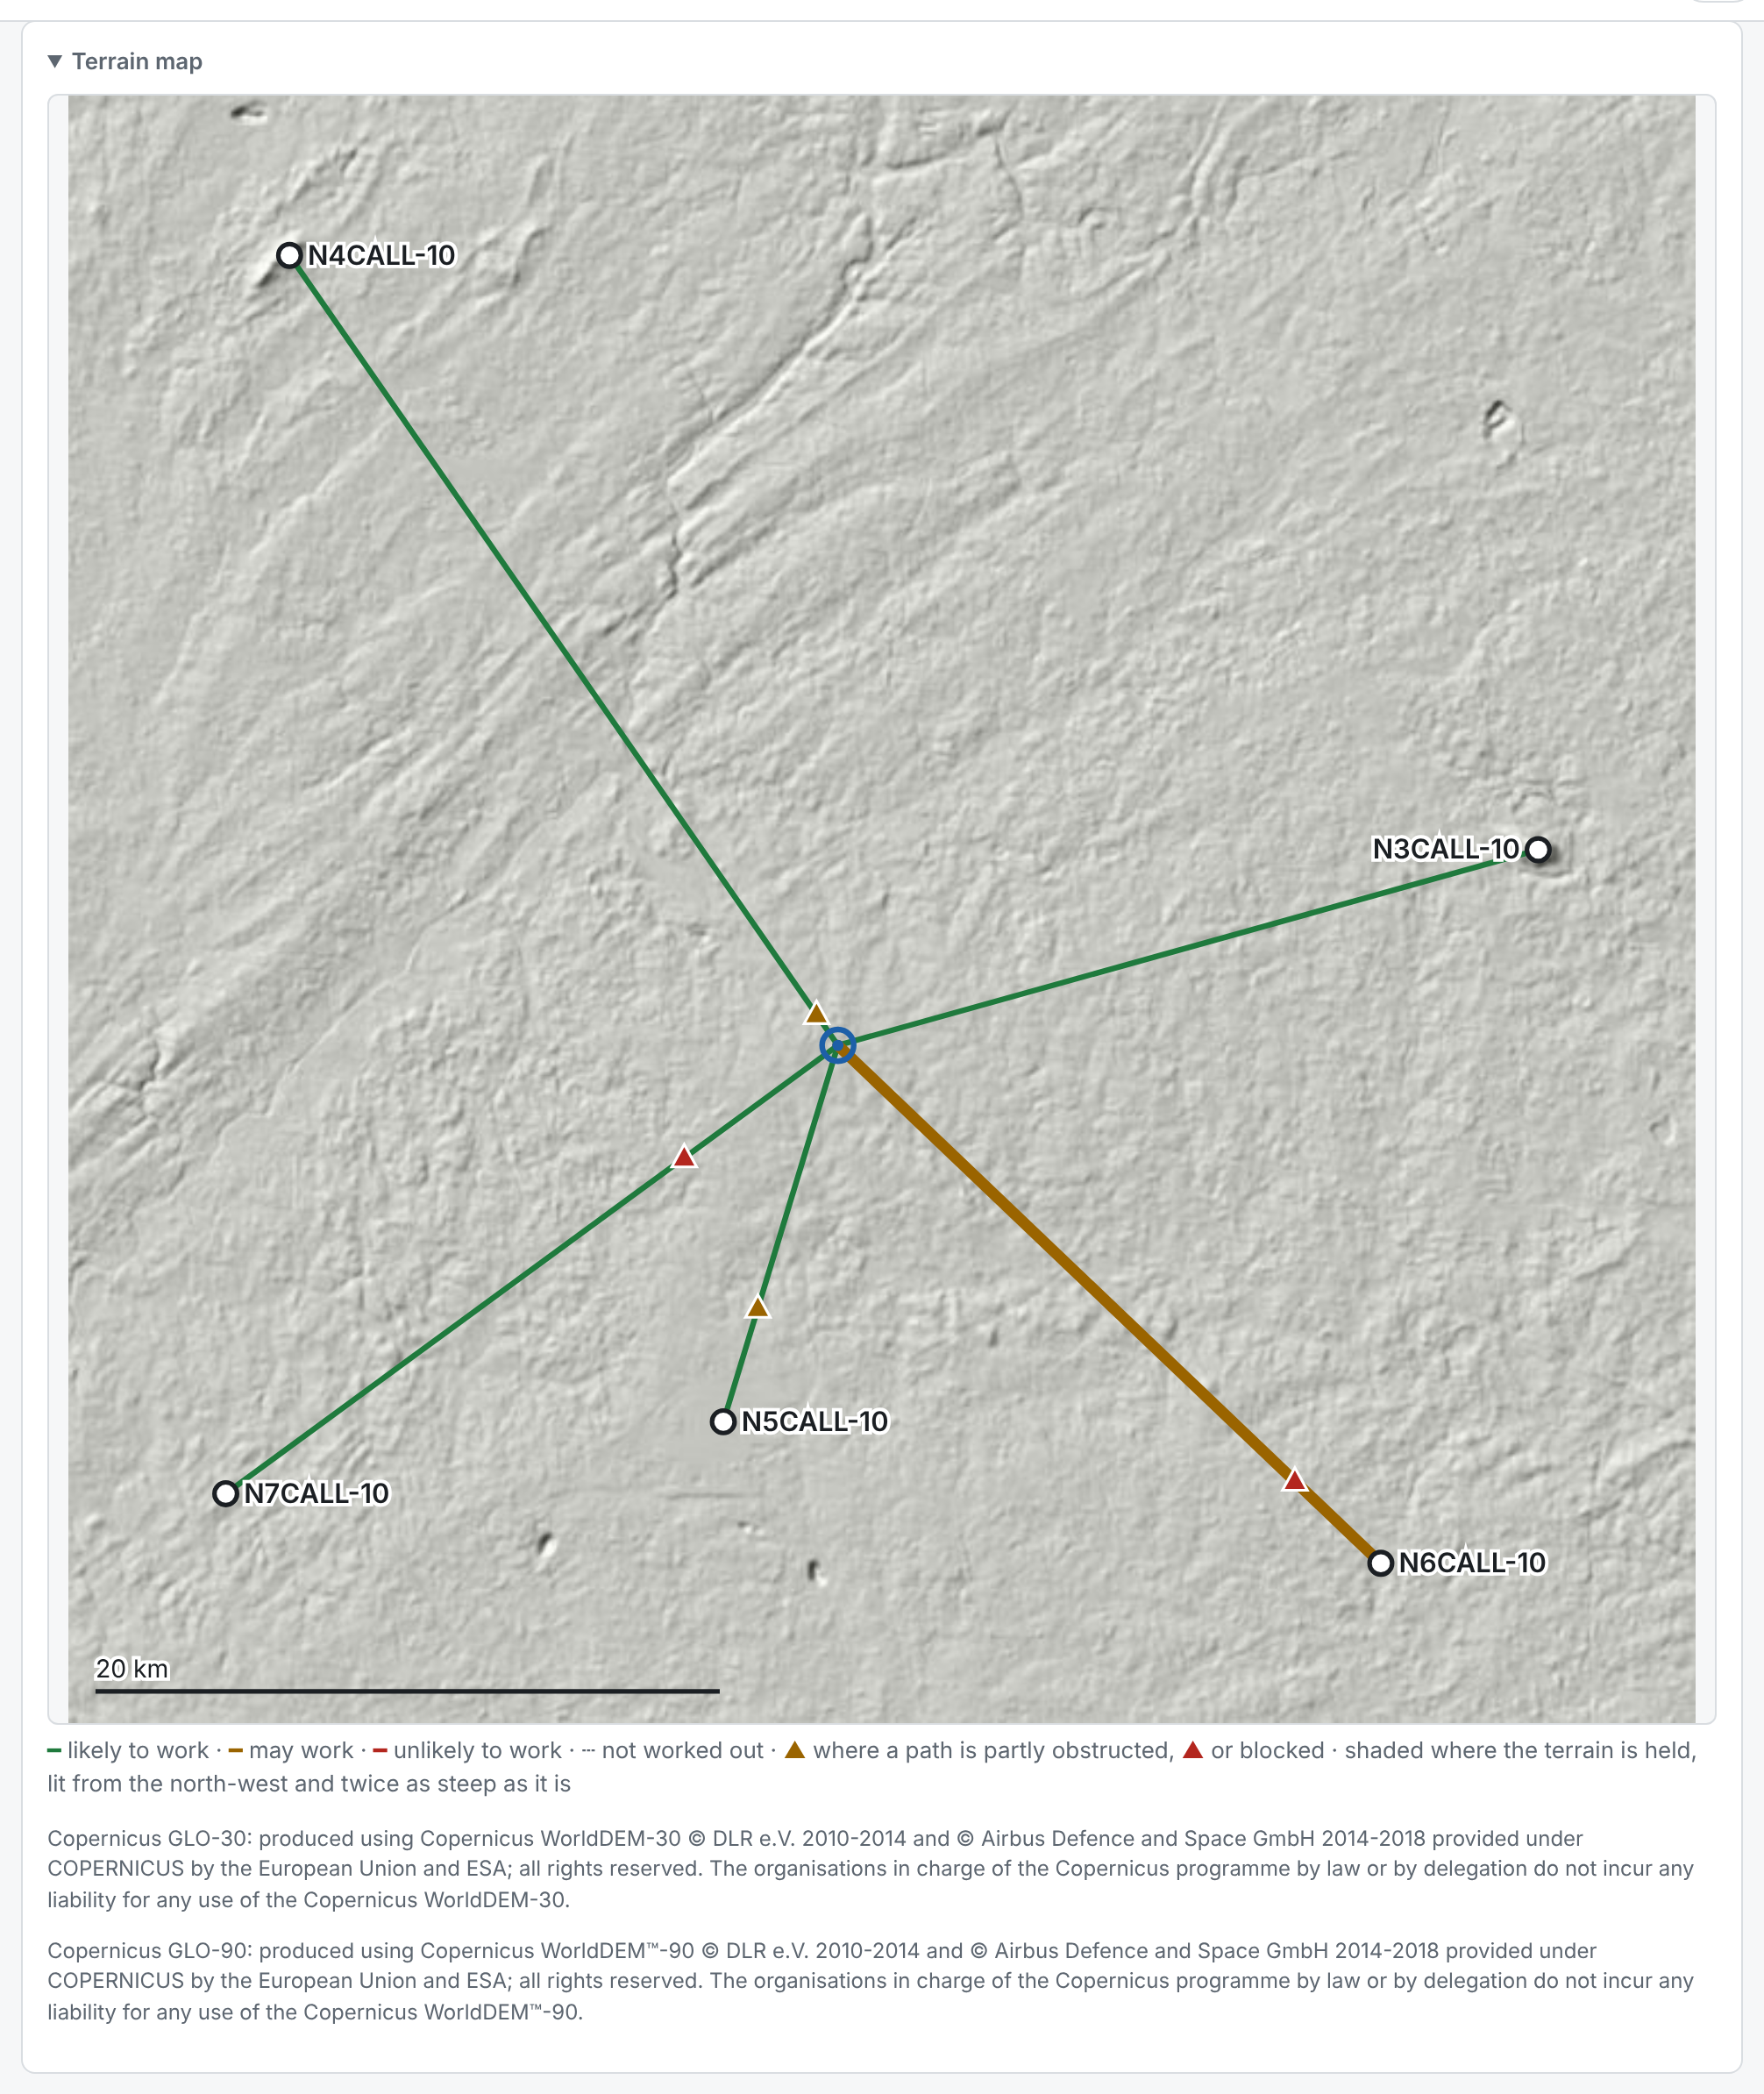 ▼ Terrain map
N4CALL-10
N3CALL-10
N5CALL-10
N7CALL-10
N6CALL-10
20 km
likely to work · may work · unlikely to work · not worked out · ▲ where a path is partly obstructed, ▲ or blocked · shaded where the terrain is held,
lit from the north-west and twice as steep as it is
Copernicus GLO-30: produced using Copernicus WorldDEM-30 © DLR e.V. 2010-2014 and © Airbus Defence and Space GmbH 2014-2018 provided under
COPERNICUS by the European Union and ESA; all rights reserved. The organisations in charge of the Copernicus programme by law or by delegation do not incur any
liability for any use of the Copernicus WorldDEM-30.
Copernicus GLO-90: produced using Copernicus WorldDEM™-90 © DLR e.V. 2010-2014 and © Airbus Defence and Space GmbH 2014-2018 provided under
COPERNICUS by the European Union and ESA; all rights reserved. The organisations in charge of the Copernicus programme by law or by delegation do not incur any
liability for any use of the Copernicus WorldDEM™-90.